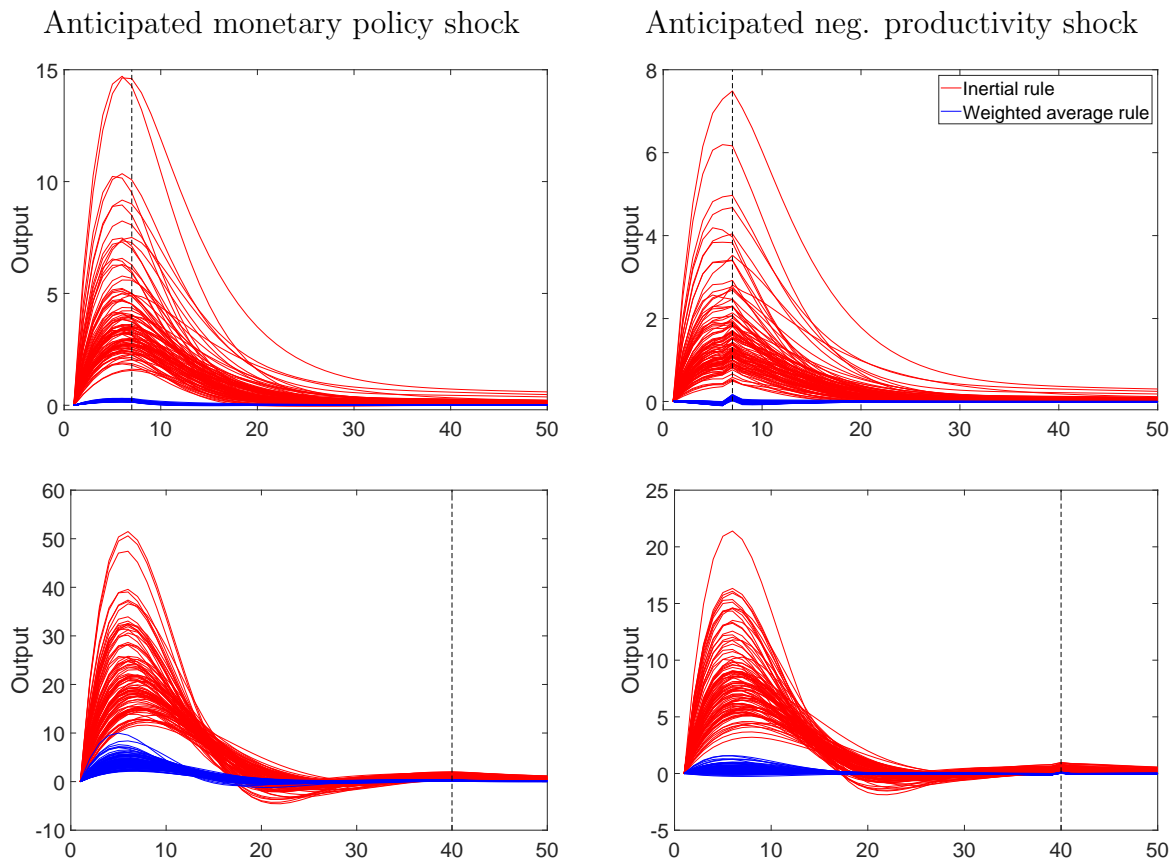 Anticipated monetary policy shock
Anticipated neg. productivity shock
15
10
5
0
Output
0 10 20 30 40 50
8
6
4
2
0
Output
Inertial rule
Weighted average rule
0 10 20 30 40 50
60
50
40
30
20
10
0
-10
Output
0 10 20 30 40 50
25
20
15
10
5
0
-5
Output
0 10 20 30 40 50